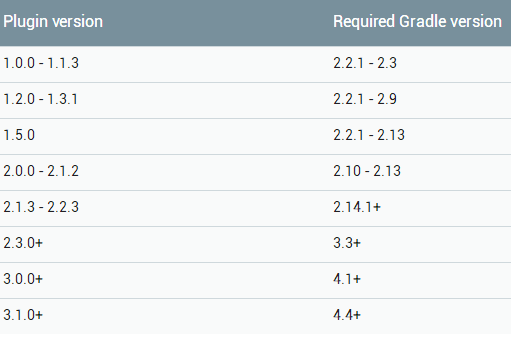 Plugin version Required Gradle version
1.0.0 - 1.1.3 2.2.1 - 2.3
1.2.0 - 1.3.1 2.2.1 - 2.9
1.5.0 2.2.1 - 2.13
2.0.0 - 2.1.2 2.10 - 2.13
2.1.3 - 2.2.3 2.14.1+
2.3.0+ 3.3+
3.0.0+ 4.1+
3.1.0+ 4.4+